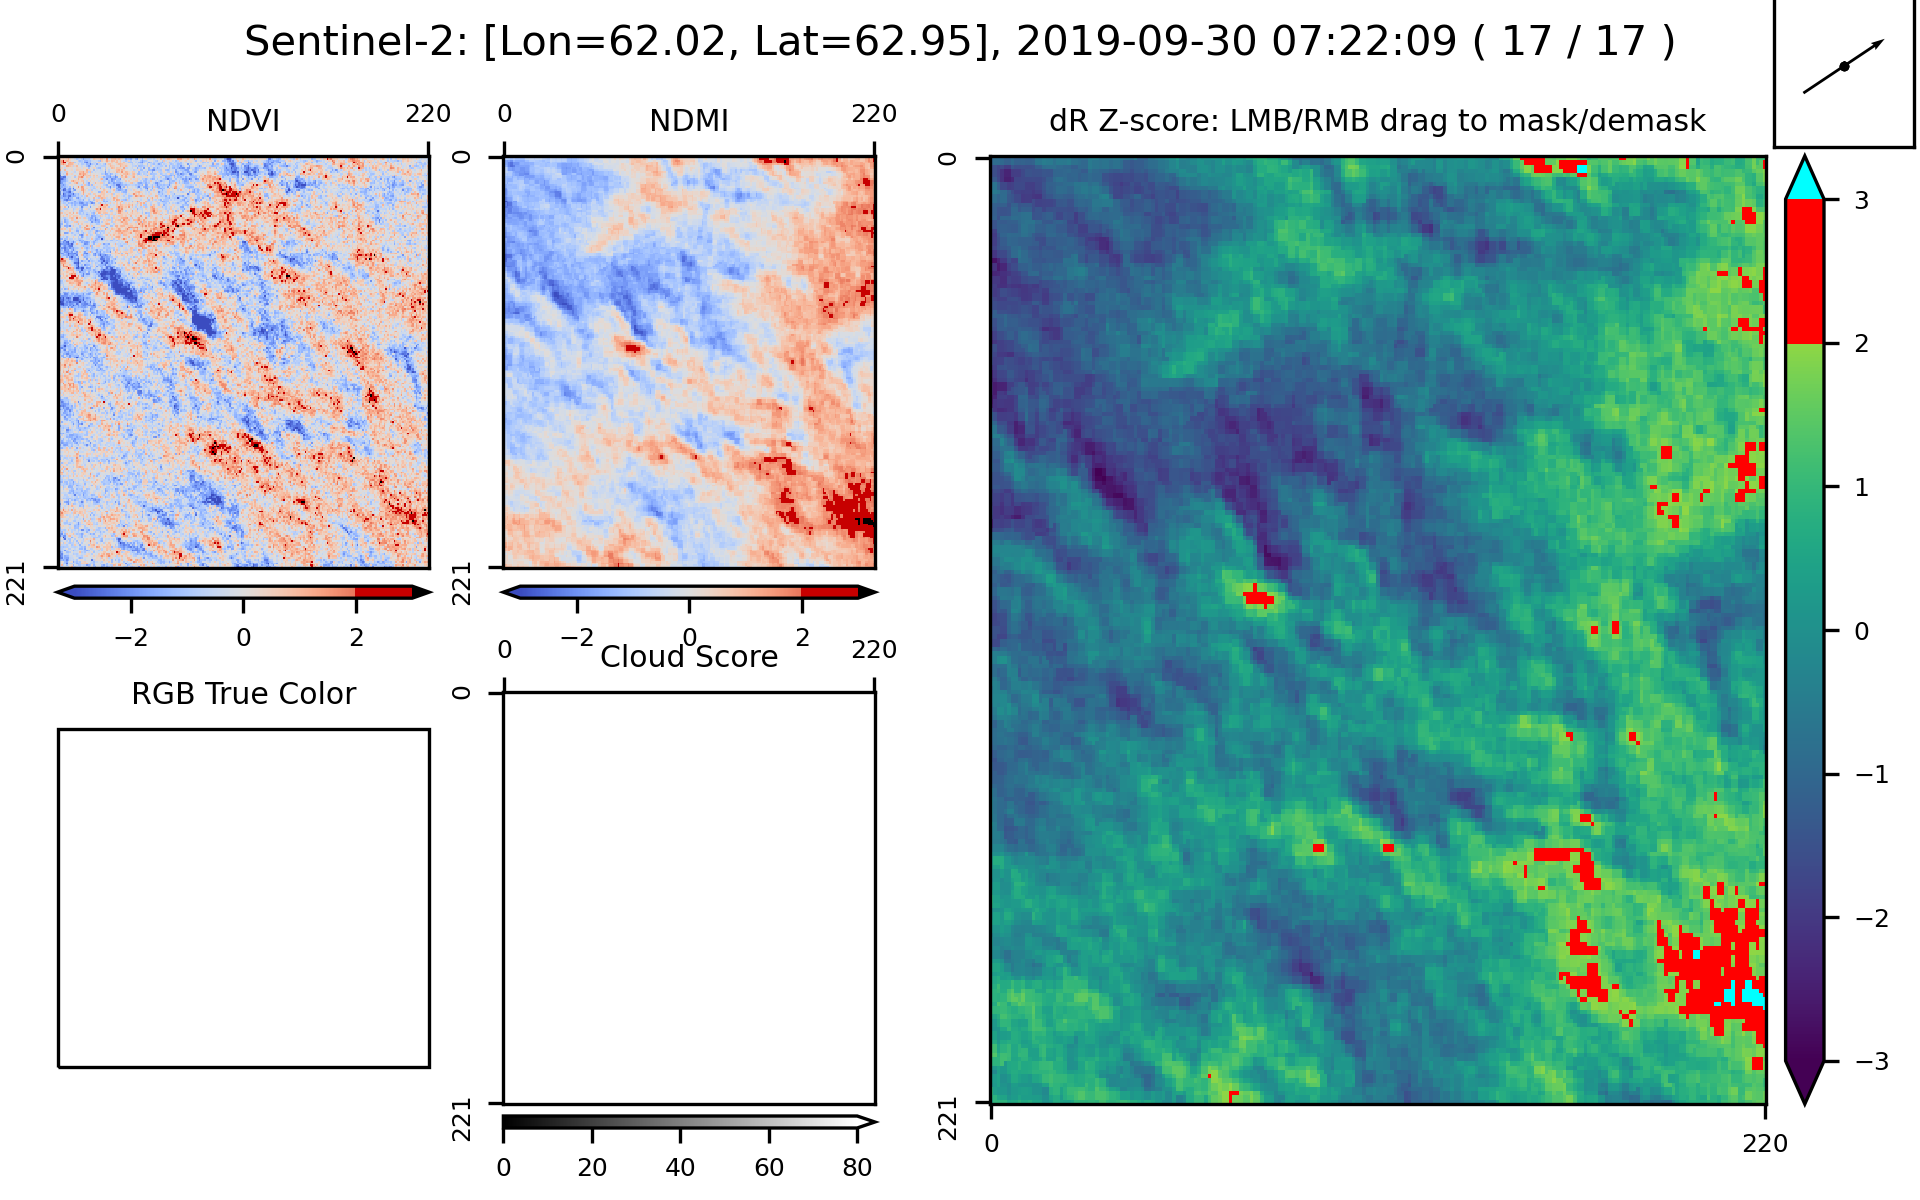 Sentinel-2: [Lon=62.02, Lat=62.95], 2019-09-30 07:22:09 ( 17 / 17 )
0 NDVI 220
0
221
−2 0 2
0 NDMI 220
0
221
−2 0 2
dR Z-score: LMB/RMB drag to mask/demask
0
221
0 220
3
2
1
0
−1
−2
−3
RGB True Color
0 Cloud Score 220
0
221
0 20 40 60 80